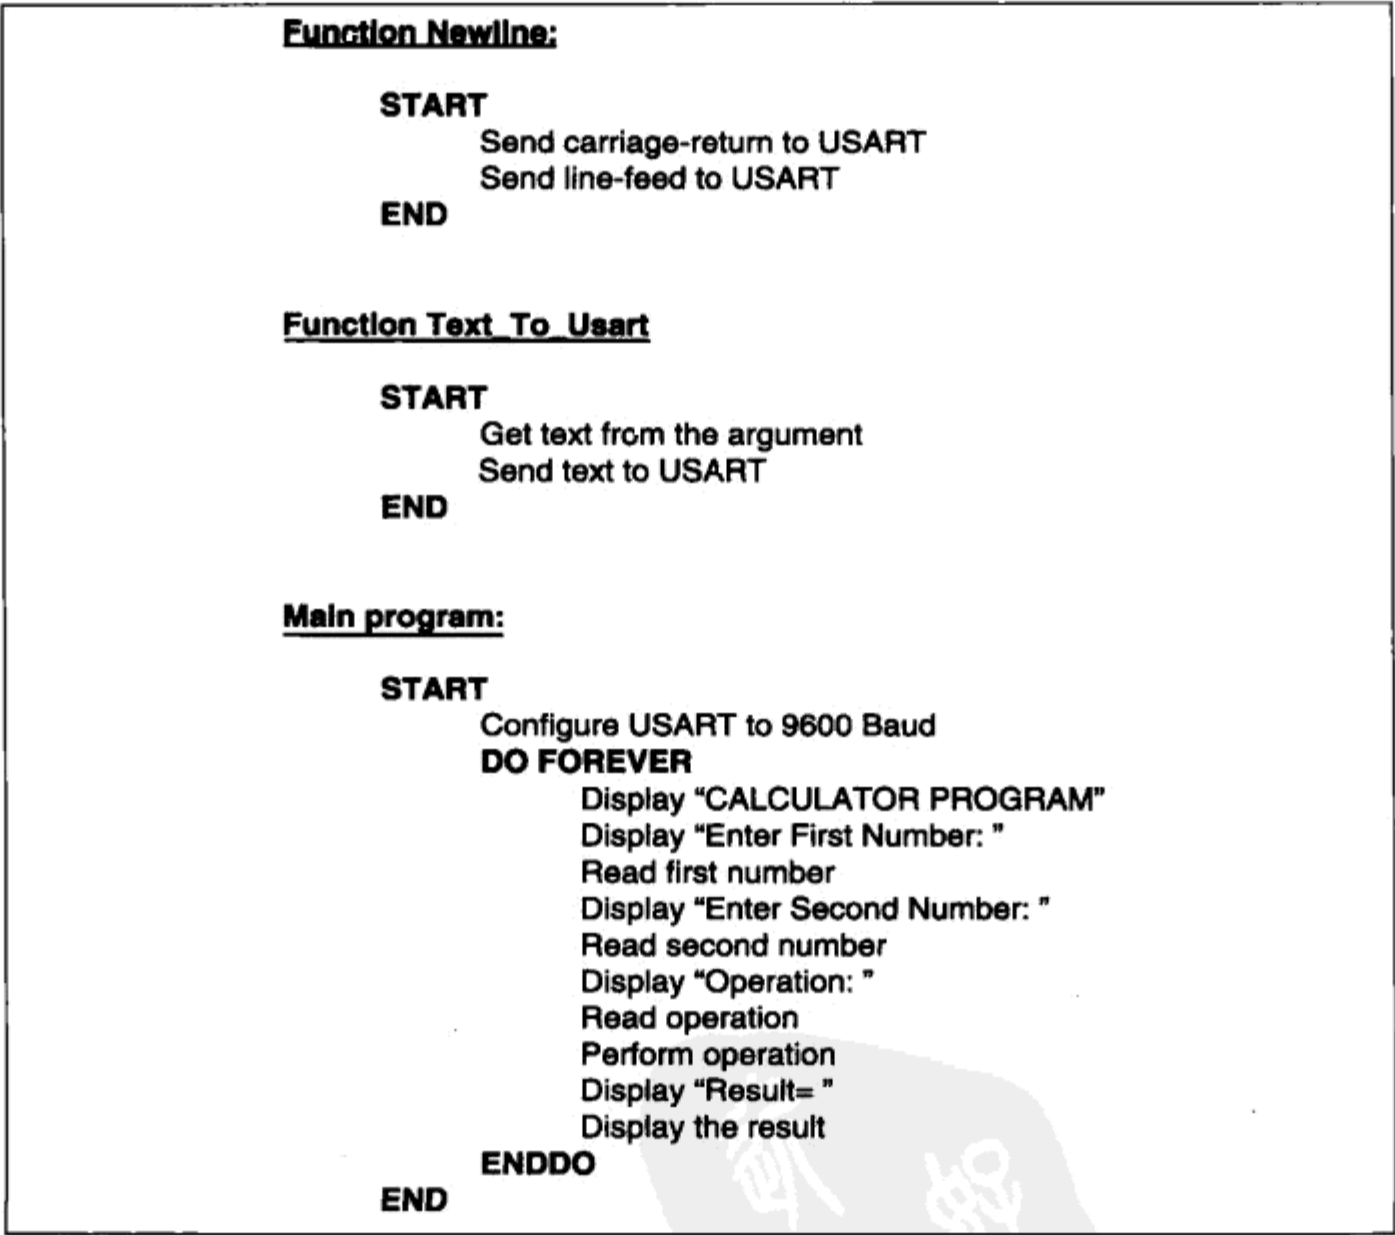 Function Newline:
START
Send carriage-return to USART
Send line-feed to USART
END
Function Text_To_Usart
START
Get text from the argument
Send text to USART
END
Main program:
START
Configure USART to 9600 Baud
DO FOREVER
Display “CALCULATOR PROGRAM”
Display “Enter First Number: ”
Read first number
Display “Enter Second Number: ”
Read second number
Display “Operation: ”
Read operation
Perform operation
Display “Result= ”
Display the result
ENDDO
END